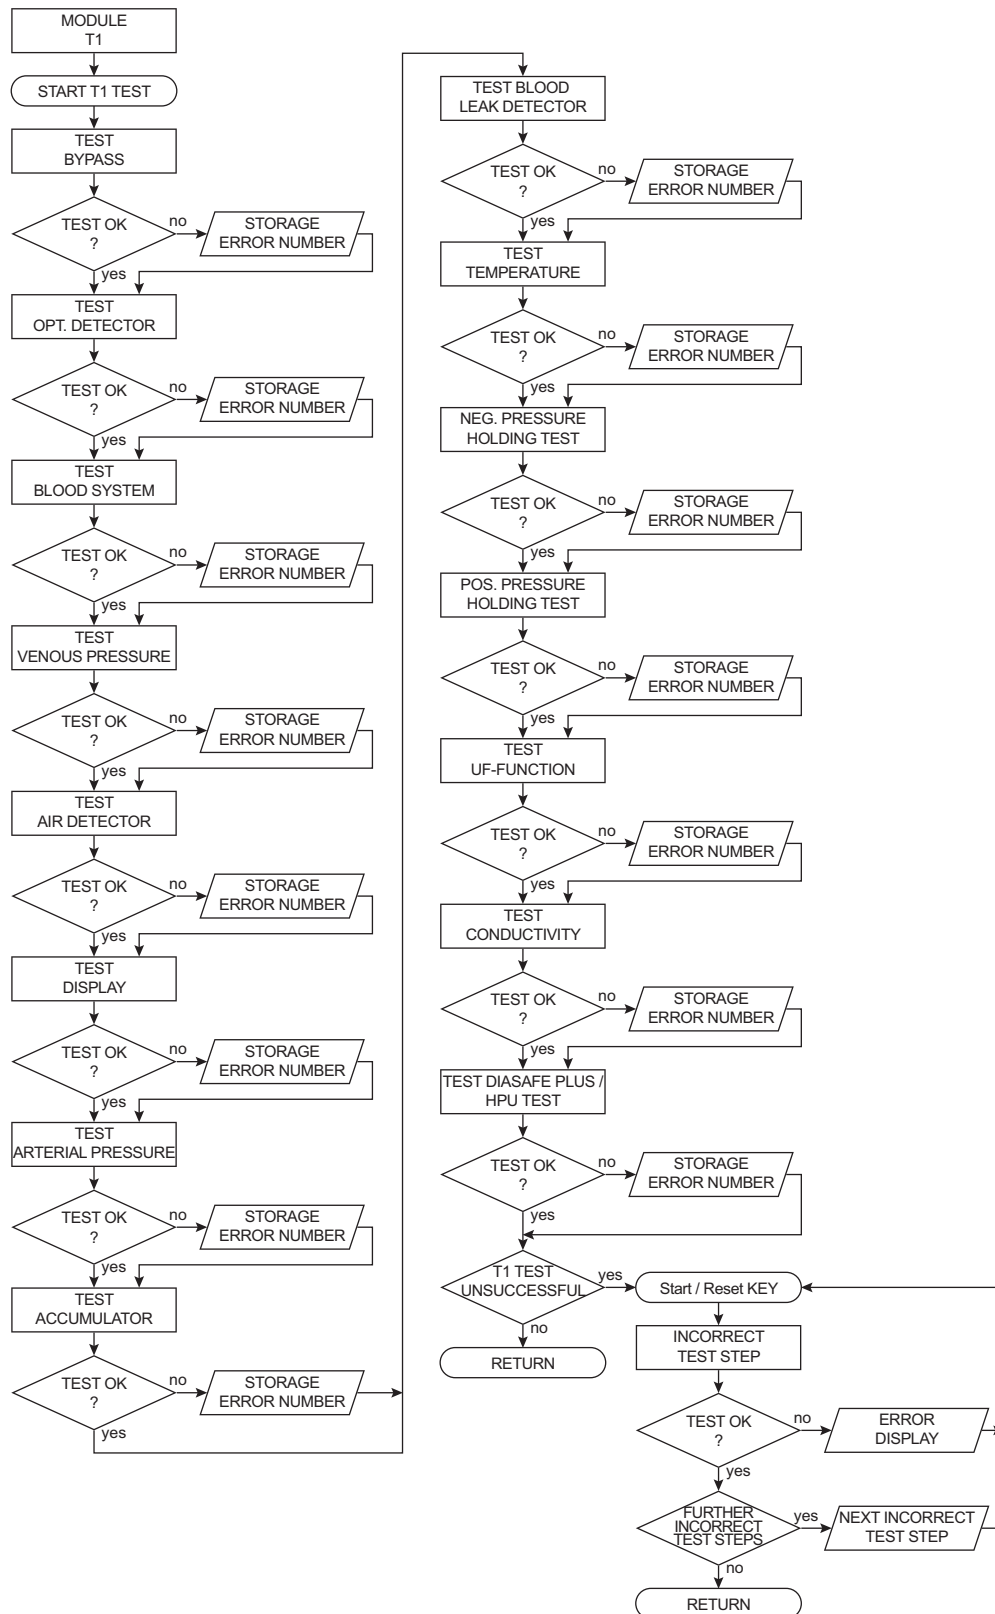 MODULE
T1
START T1 TEST
TEST
BYPASS
TEST OK
?
no
STORAGE
ERROR NUMBER
yes
TEST
OPT. DETECTOR
TEST OK
?
no
STORAGE
ERROR NUMBER
yes
TEST
BLOOD SYSTEM
TEST OK
?
no
STORAGE
ERROR NUMBER
yes
TEST
VENOUS PRESSURE
TEST OK
?
no
STORAGE
ERROR NUMBER
yes
TEST
AIR DETECTOR
TEST OK
?
no
STORAGE
ERROR NUMBER
yes
TEST
DISPLAY
TEST OK
?
no
STORAGE
ERROR NUMBER
yes
TEST
ARTERIAL PRESSURE
TEST OK
?
no
STORAGE
ERROR NUMBER
yes
TEST
ACCUMULATOR
TEST OK
?
no
STORAGE
ERROR NUMBER
yes
TEST BLOOD
LEAK DETECTOR
TEST OK
?
no
STORAGE
ERROR NUMBER
yes
TEST
TEMPERATURE
TEST OK
?
no
STORAGE
ERROR NUMBER
yes
NEG. PRESSURE
HOLDING TEST
TEST OK
?
no
STORAGE
ERROR NUMBER
yes
POS. PRESSURE
HOLDING TEST
TEST OK
?
no
STORAGE
ERROR NUMBER
yes
TEST
UF-FUNCTION
TEST OK
?
no
STORAGE
ERROR NUMBER
yes
TEST
CONDUCTIVITY
TEST OK
?
no
STORAGE
ERROR NUMBER
yes
TEST DIASAFE PLUS /
HPU TEST
TEST OK
?
no
STORAGE
ERROR NUMBER
yes
T1 TEST
UNSUCCESSFUL
yes
no
RETURN
Start / Reset KEY
INCORRECT
TEST STEP
TEST OK
?
no
ERROR
DISPLAY
yes
FURTHER
INCORRECT
TEST STEPS
yes
NEXT INCORRECT
TEST STEP
no
RETURN